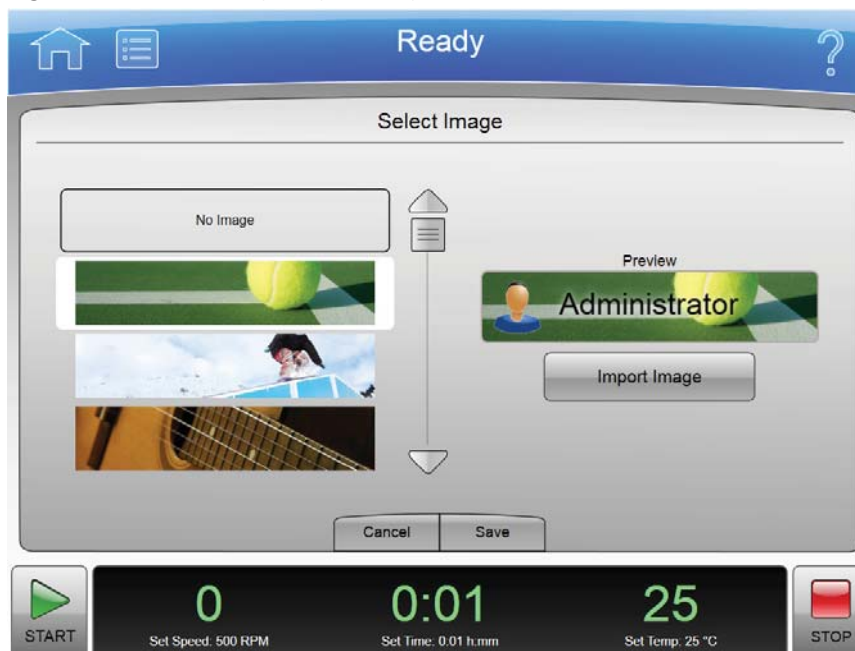 Ready
Select Image
No Image
Preview
Administrator
Import Image
Cancel Save
0 0:01 25
START Set Speed: 500 RPM Set Time: 0:01 h:mm Set Temp: 25 °C STOP